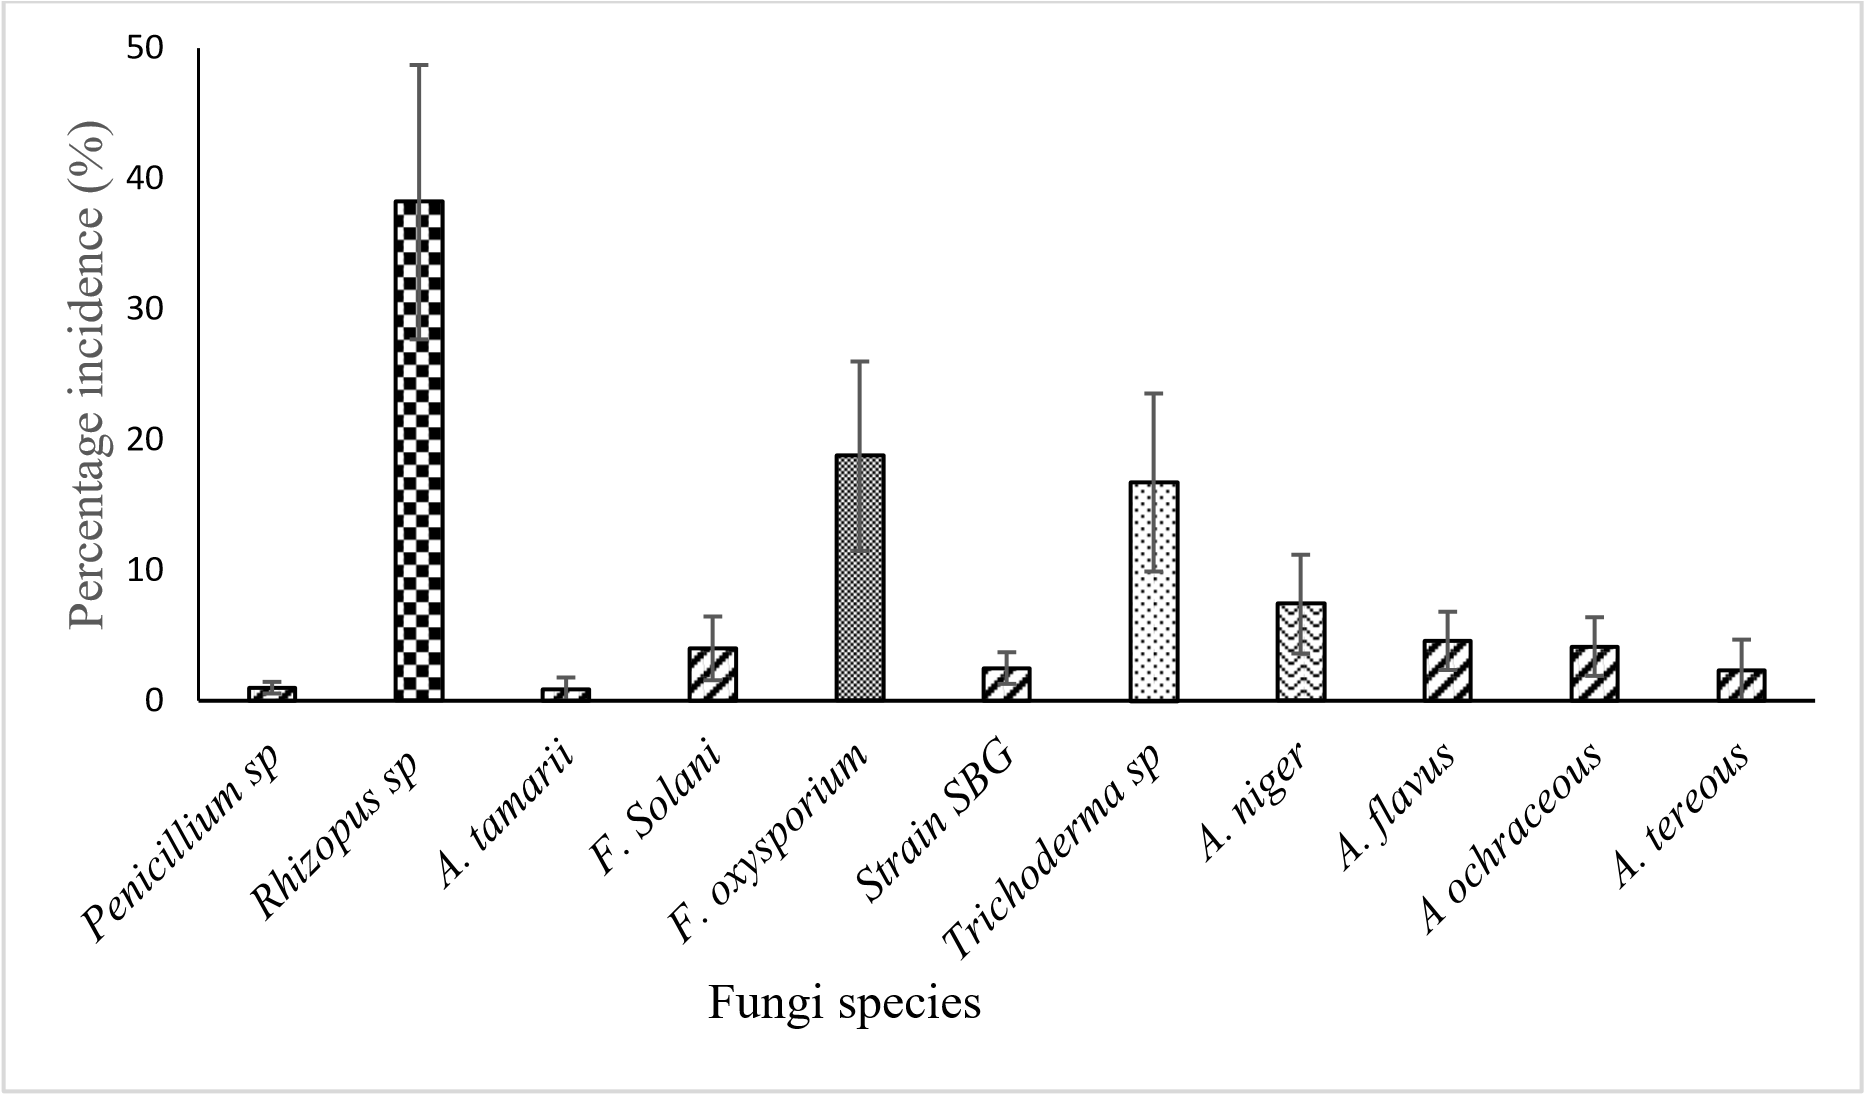 Percentage incidence (%)
50
40
30
20
10
0
Penicillium sp
Rhizopus sp
A. tamarii
F. Solani
F. oxysporium
Strain SBG
Trichoderma sp
A. niger
A. flavus
A ochraceous
A. tereous
Fungi species